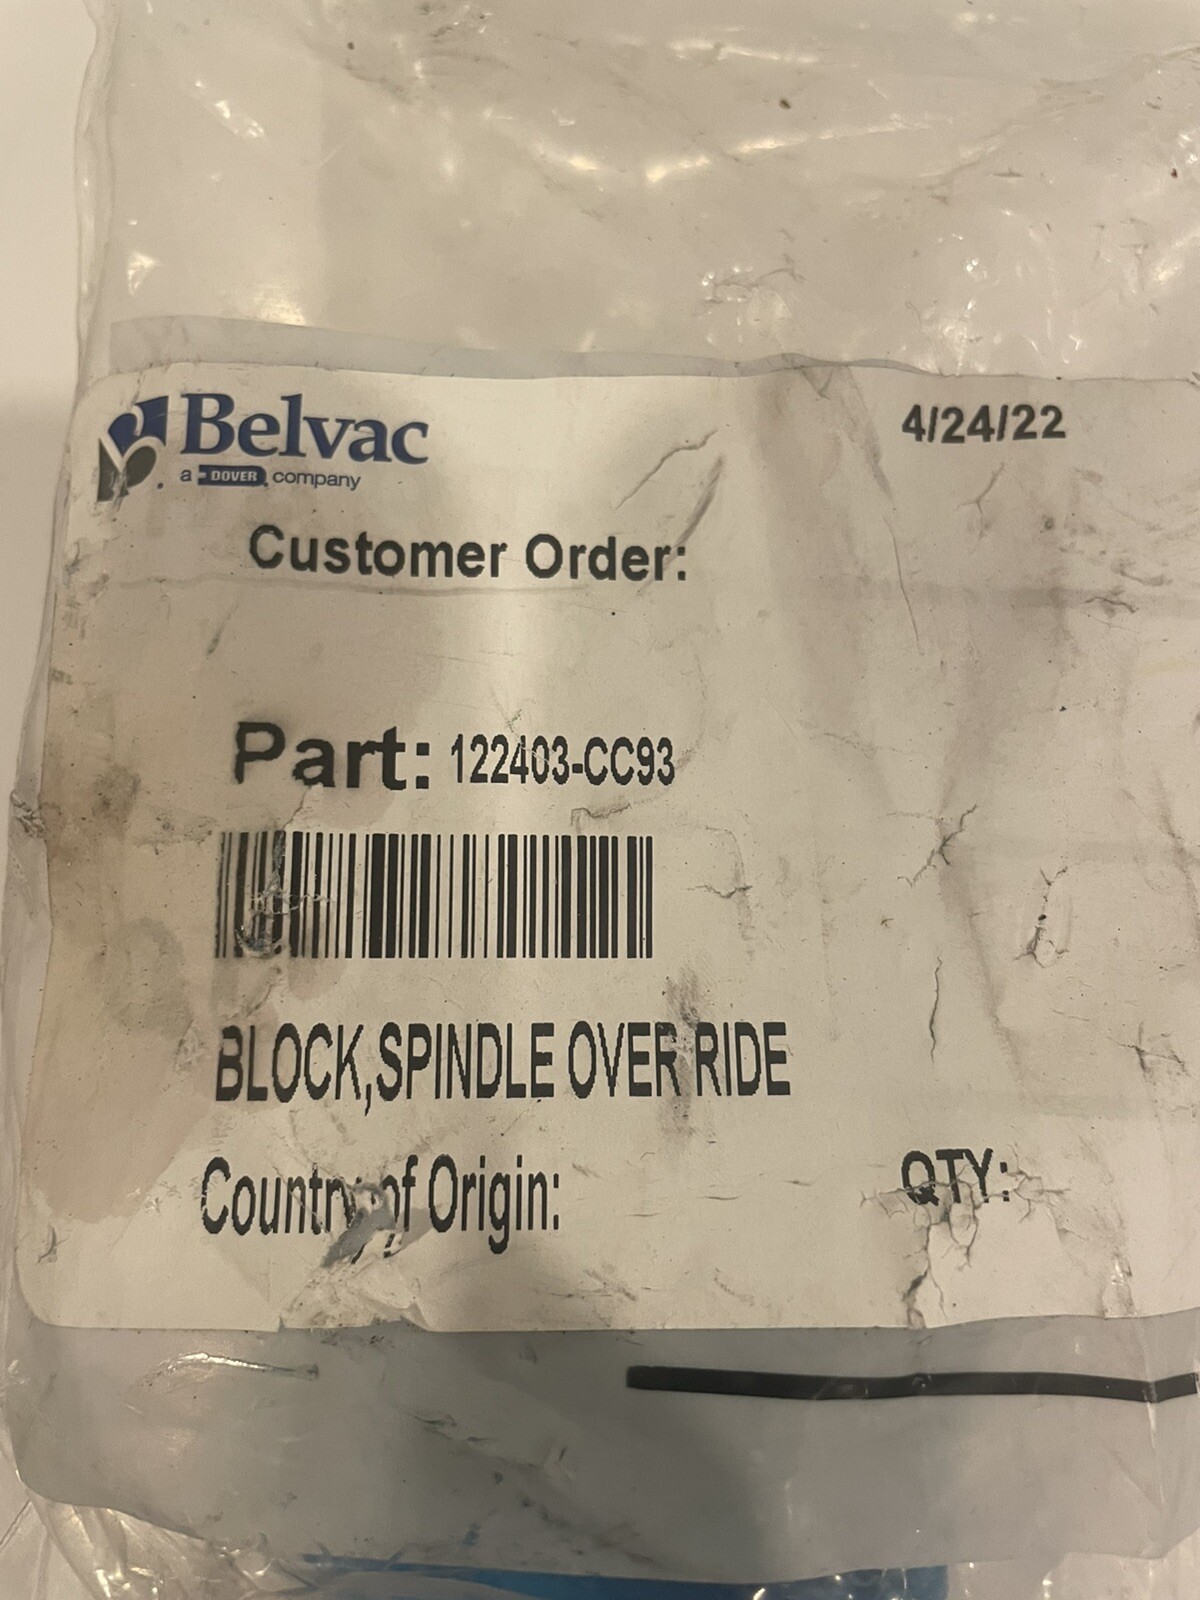 Belvac
a DOVER company
4/24/22
Customer Order:
Part: 122403-CC93
BLOCK,SPINDLE OVER RIDE
Country of Origin:
QTY: